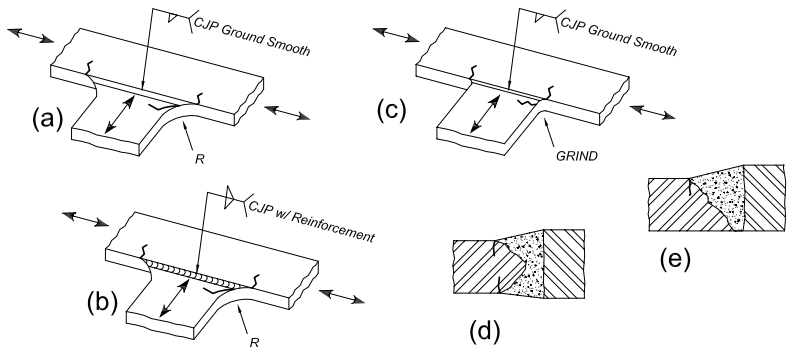 CJP Ground Smooth
(a)
R
CJP Ground Smooth
(c)
GRIND
CJP w/ Reinforcement
(b)
R
(d)
(e)